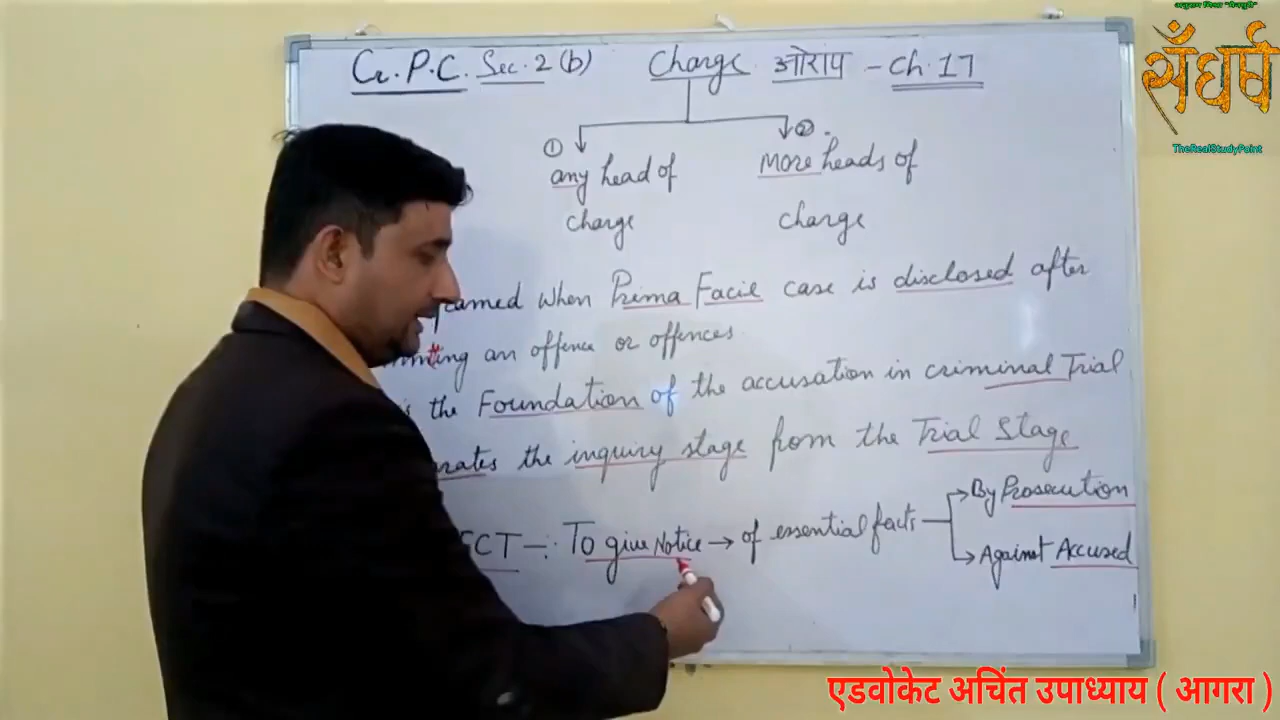 Cr.P.C. Sec 2(b) Charge आरोप - Ch. 17
① ②
any head of More heads of
charge charge
framed when Prima Facie case is disclosed after
an offence or offences.
the Foundation of the accusation in criminal Trial
the inquiry stage from the Trial Stage
ECT -: To give Notice → of essential facts
By Prosecution
Against Accused
संघर्ष
TheRealStudyPoint
एडवोकेट अचिंत उपाध्याय ( आगरा )